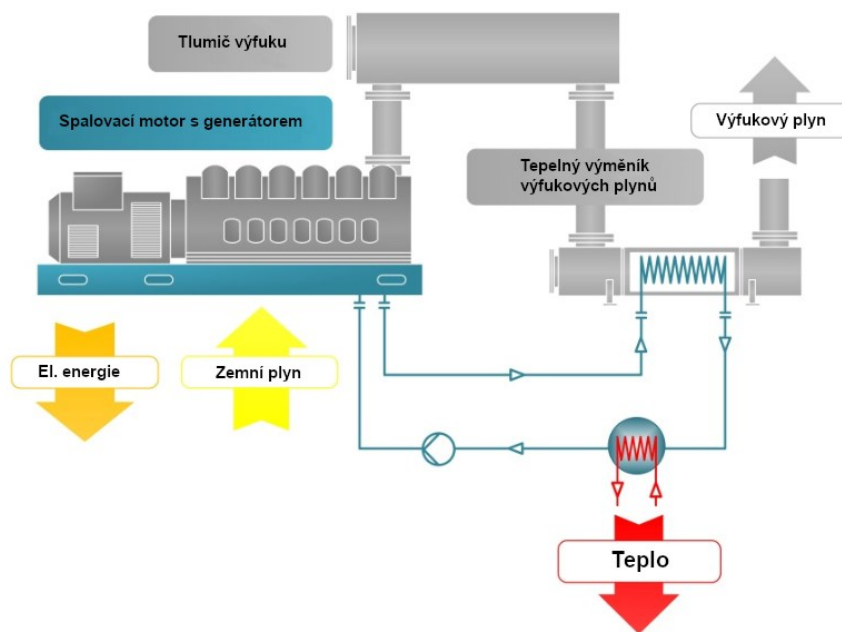 Tlumič výfuku
Spalovací motor s generátorem
Výfukový plyn
Tepelný výměník
výfukových plynů
El. energie
Zemní plyn
Teplo